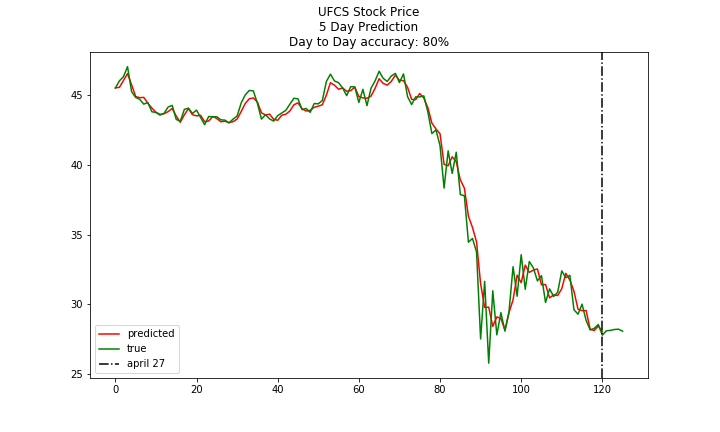 UFCS Stock Price
5 Day Prediction
Day to Day accuracy: 80%
45
40
35
30
25
predicted
true
april 27
0 20 40 60 80 100 120